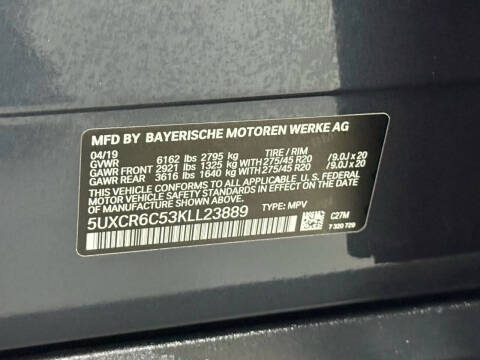 MFD BY BAYERISCHE MOTOREN WERKE AG
04/19
GVWR 6162 lbs 2795 kg TIRE / RIM
GAWR FRONT 2921 lbs 1325 kg WITH 275/45 R20 /9.0J x 20
GAWR REAR 3616 lbs 1640 kg WITH 275/45 R20 /9.0J x 20
THIS VEHICLE CONFORMS TO ALL APPLICABLE U.S. FEDERAL
MOTOR VEHICLE SAFETY STANDARDS IN EFFECT ON THE
DATE OF MANUFACTURE SHOWN ABOVE.
5UXCR6C53KLL23889 TYPE: MPV C27M
7 320 729